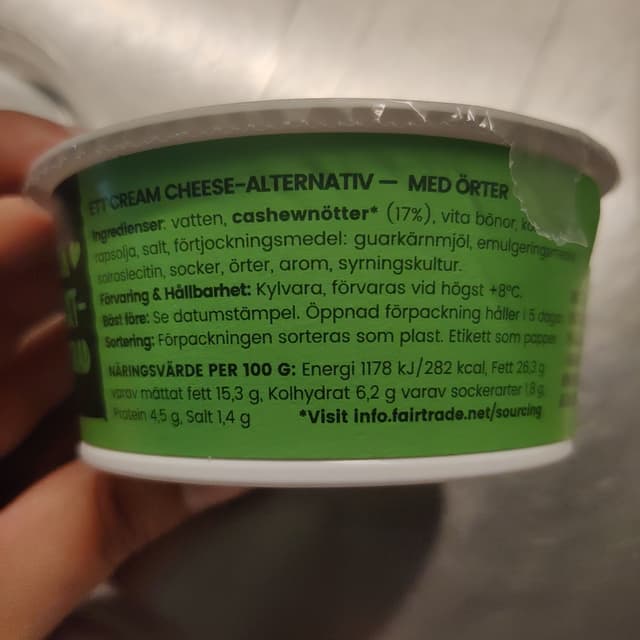 ETT CREAM CHEESE-ALTERNATIV — MED ÖRTER
Ingredienser: vatten, cashewnötter* (17%), vita bönor,
rapsolja, salt, förtjockningsmedel: guarkärnmjöl, emulgeringsmedel:
solroslecitin, socker, örter, arom, syrningskultur.
Förvaring & Hållbarhet: Kylvara, förvaras vid högst +8°C.
Bäst före: Se datumstämpel. Öppnad förpackning håller i 5 dagar
Sortering: Förpackningen sorteras som plast. Etikett som papper.
NÄRINGSVÄRDE PER 100 G: Energi 1178 kJ/282 kcal, Fett 26,3 g
varav mättat fett 15,3 g, Kolhydrat 6,2 g varav sockerarter 1,8 g,
Protein 4,5 g, Salt 1,4 g *Visit info.fairtrade.net/sourcing